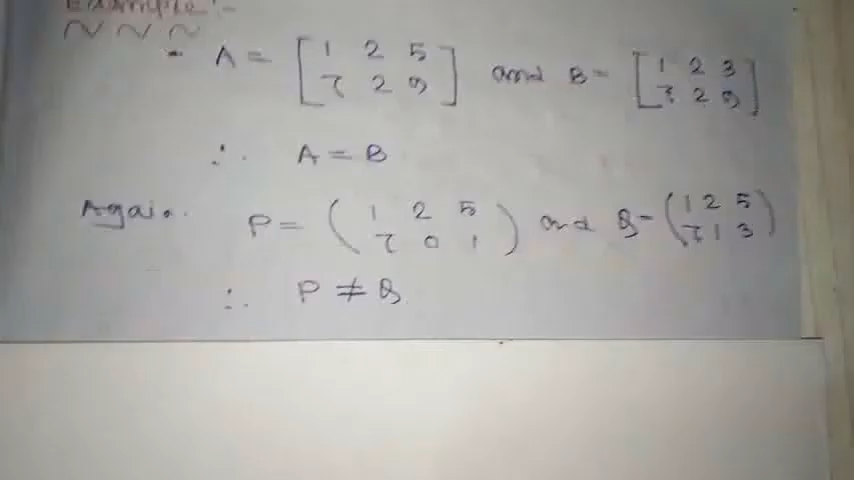 Example :-
A = [1 2 5 7 2 9] and B = [1 2 3 7 2 9]
∴ A = B
Again. P = (1 2 5 7 0 1) and Q = (1 2 5 7 1 3)
∴ P ≠ Q